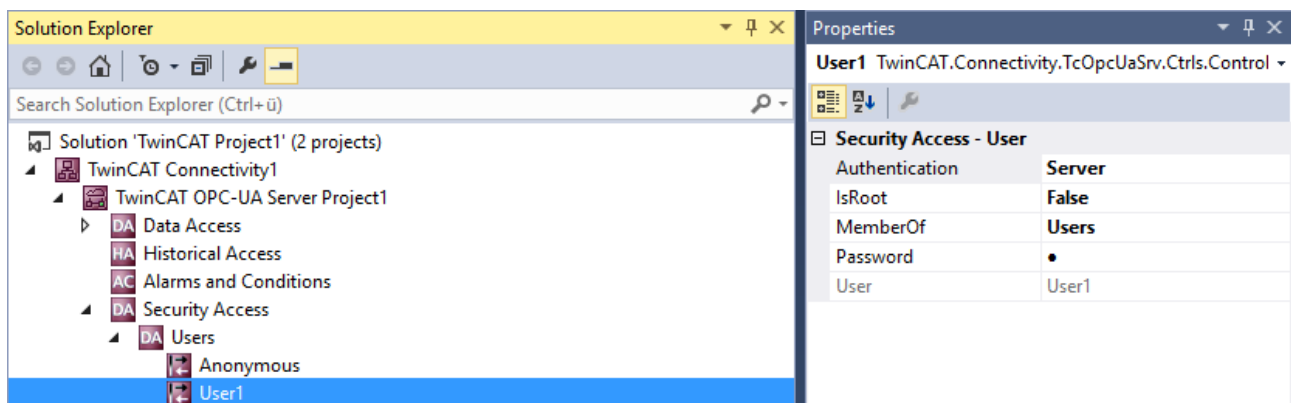 Solution Explorer
Search Solution Explorer (Ctrl+ü)
Solution 'TwinCAT Project1' (2 projects)
TwinCAT Connectivity1
TwinCAT OPC-UA Server Project1
DA Data Access
HA Historical Access
AC Alarms and Conditions
DA Security Access
DA Users
Anonymous
User1
Properties
User1 TwinCAT.Connectivity.TcOpcUaSrv.Ctrls.Control
Security Access - User
Authentication Server
IsRoot False
MemberOf Users
Password ●
User User1